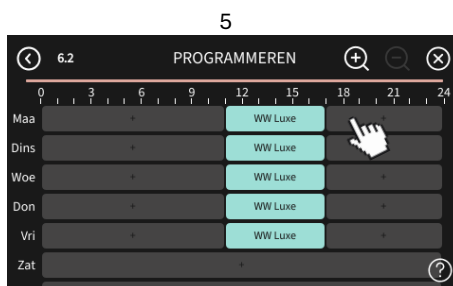 5
6.2 PROGRAMMEREN
0 3 6 9 12 15 18 21 24
Maa + WW Luxe +
Dins + WW Luxe +
Woe + WW Luxe +
Don + WW Luxe +
Vri + WW Luxe +
Zat +
?